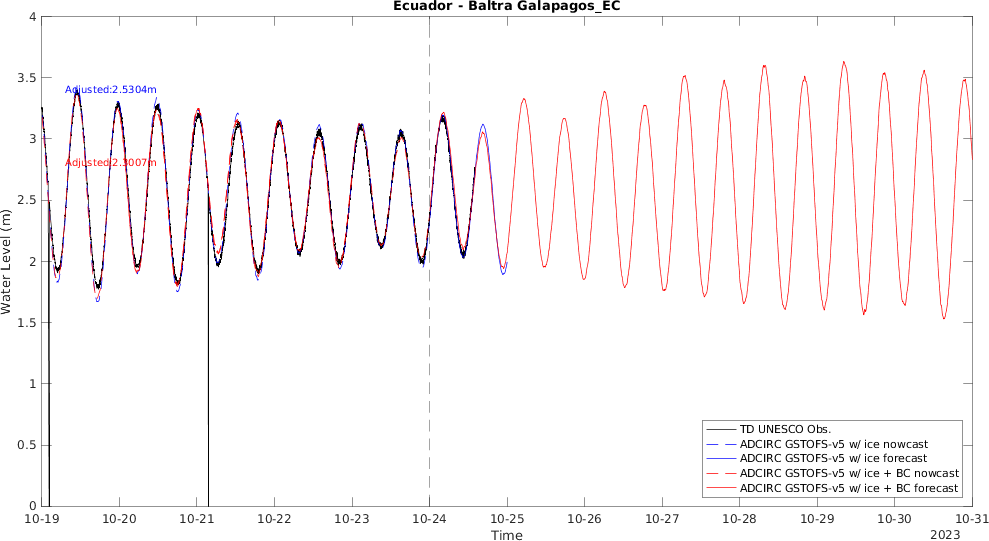 Ecuador - Baltra Galapagos_EC
4
3.5
3
2.5
2
1.5
1
0.5
0
Water Level (m)
Adjusted:2.5304m
Adjusted:2.3007m
TD UNESCO Obs.
ADCIRC GSTOFS-v5 w/ ice nowcast
ADCIRC GSTOFS-v5 w/ ice forecast
ADCIRC GSTOFS-v5 w/ ice + BC nowcast
ADCIRC GSTOFS-v5 w/ ice + BC forecast
10-19 10-20 10-21 10-22 10-23 10-24 10-25 10-26 10-27 10-28 10-29 10-30 10-31
Time
2023